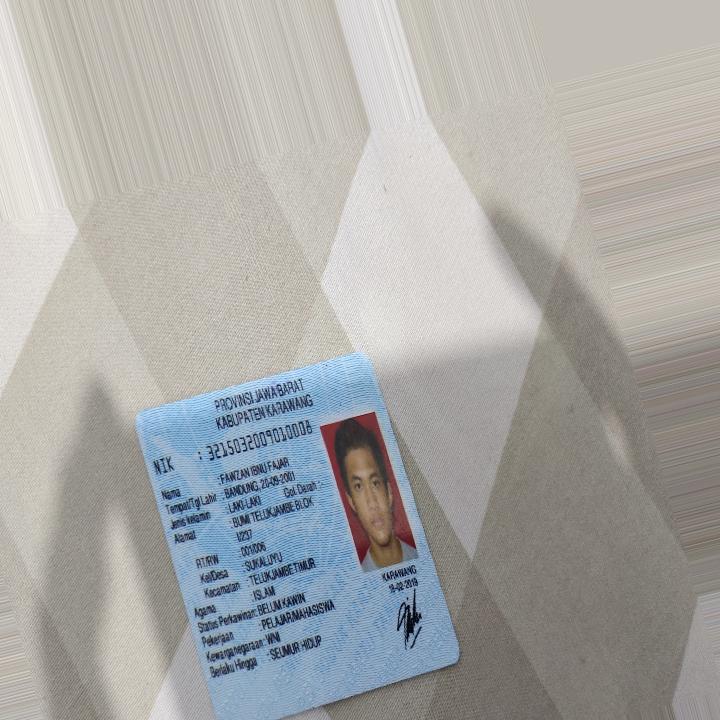 PROVINSI JAWA BARAT
KABUPATEN KARAWANG
NIK : 3215032009010008
Nama : FAWZAN IBNU FAJAR
Tempat/Tgl Lahir : BANDUNG, 20-09-2001
Jenis kelamin : LAKI-LAKI Gol. Darah :
Alamat : BUMI TELUKJAMBE BLOK
RT/RW : 001/006
Kel/Desa : SUKALUYU
Kecamatan : TELUKJAMBE TIMUR
Agama : ISLAM
Status Perkawinan: BELUM KAWIN
Pekerjaan : PELAJAR/MAHASISWA
Kewarganegaraan: WNI
Berlaku Hingga : SEUMUR HIDUP
KARAWANG
19-02-2019